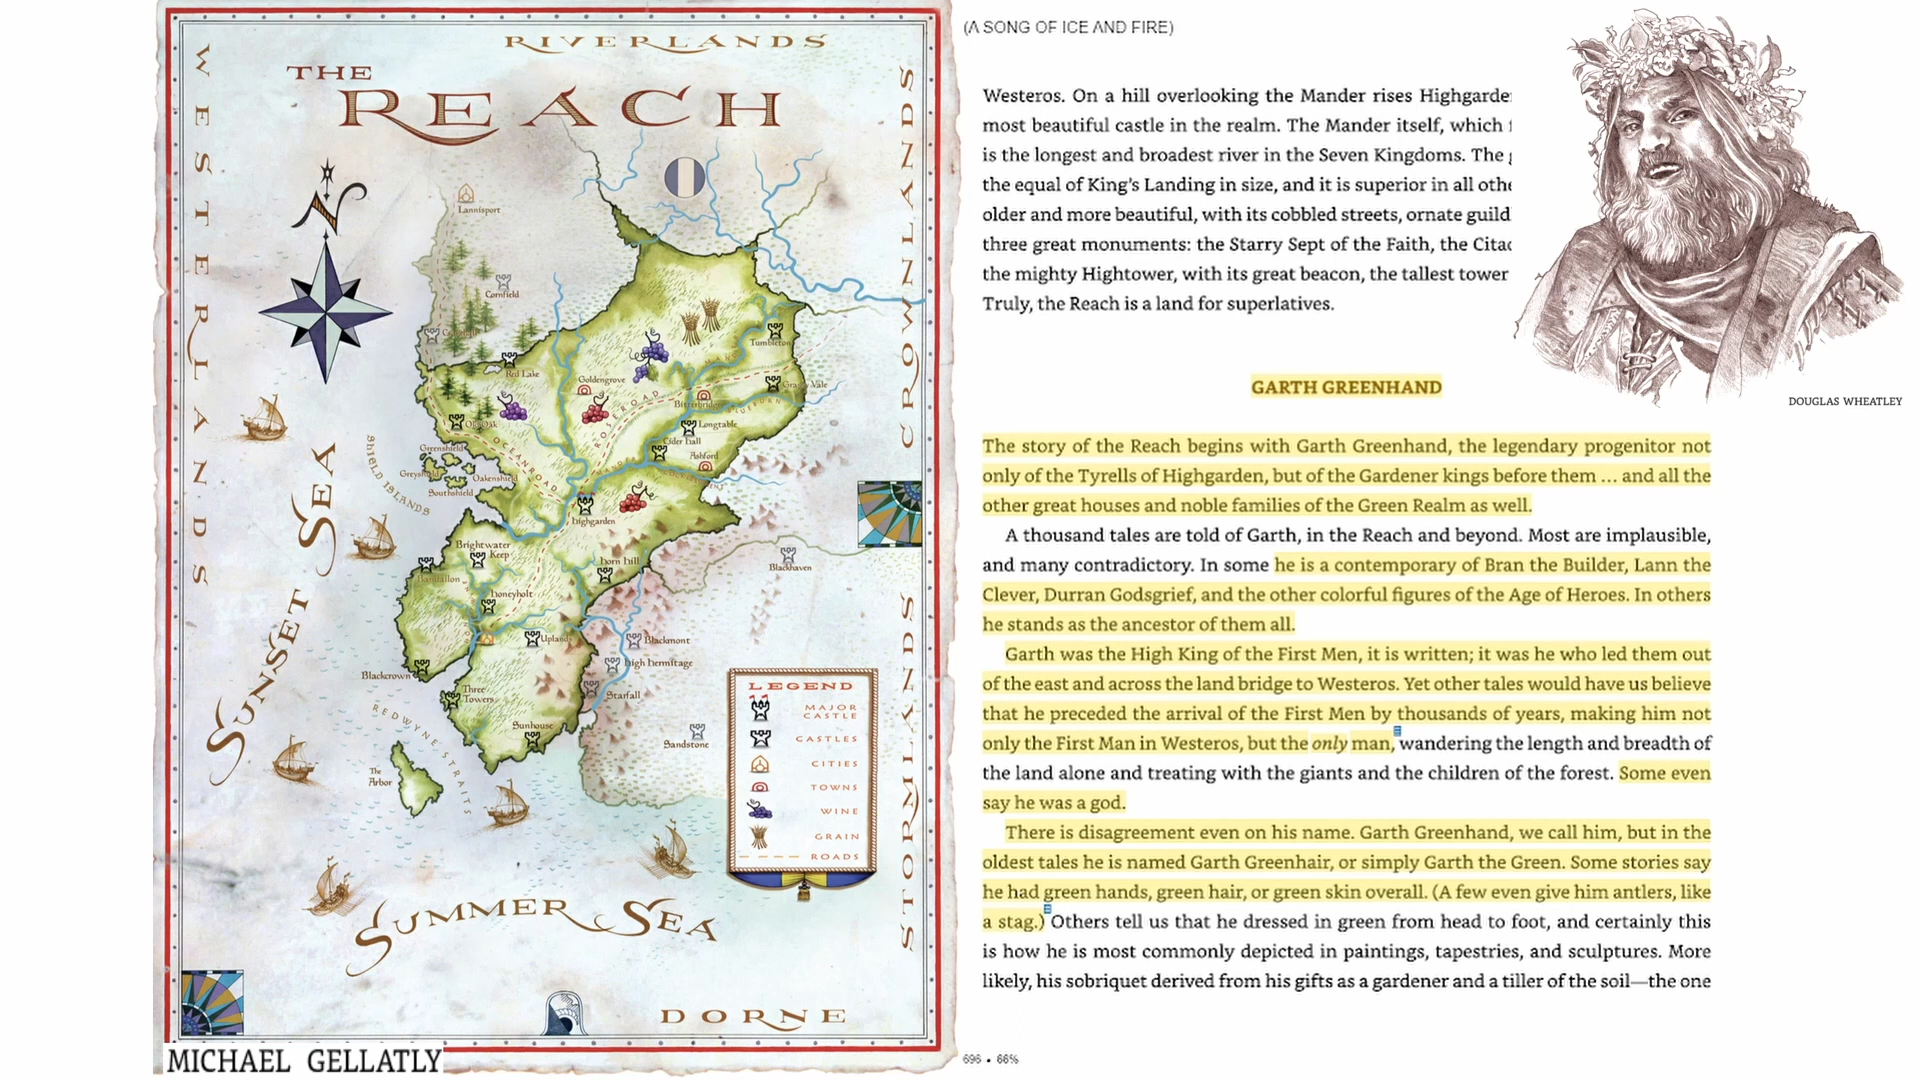 RIVERLANDS
THE
REACH
WESTERLANDS
CROWNLANDS
STORMLANDS
N
Lannisport
Cornfield
Red Lake
Tumbleton
Goldengrove
Grassy Vale
Bitterbridge
MANDER
BLUEBURN
ROSEROAD
Old Oak
Longtable
Cider hall
Ashford
OCEANROAD
Greenshield
Greyshield
Oakenshield
Southshield
SHIELD ISLANDS
highgarden
Brightwater
Keep
Bandallon
horn hill
Blackhaven
honeyholt
Uplands
Blackmont
high hermitage
Blackcrown
Three
Towers
Starfall
Sunhouse
Sandstone
REDWYNE STRAITS
The
Arbor
SUNSET SEA
SUMMER SEA
DORNE
LEGEND
MAJOR
CASTLE
CASTLES
CITIES
TOWNS
WINE
GRAIN
ROADS
MICHAEL GELLATLY
(A SONG OF ICE AND FIRE)
Westeros. On a hill overlooking the Mander rises Highgarde
most beautiful castle in the realm. The Mander itself, which
is the longest and broadest river in the Seven Kingdoms. The
the equal of King's Landing in size, and it is superior in all othe
older and more beautiful, with its cobbled streets, ornate guild
three great monuments: the Starry Sept of the Faith, the Citad
the mighty Hightower, with its great beacon, the tallest tower
Truly, the Reach is a land for superlatives.
DOUGLAS WHEATLEY
GARTH GREENHAND
The story of the Reach begins with Garth Greenhand, the legendary progenitor not
only of the Tyrells of Highgarden, but of the Gardener kings before them ... and all the
other great houses and noble families of the Green Realm as well.
A thousand tales are told of Garth, in the Reach and beyond. Most are implausible,
and many contradictory. In some he is a contemporary of Bran the Builder, Lann the
Clever, Durran Godsgrief, and the other colorful figures of the Age of Heroes. In others
he stands as the ancestor of them all.
Garth was the High King of the First Men, it is written; it was he who led them out
of the east and across the land bridge to Westeros. Yet other tales would have us believe
that he preceded the arrival of the First Men by thousands of years, making him not
only the First Man in Westeros, but the only man, wandering the length and breadth of
the land alone and treating with the giants and the children of the forest. Some even
say he was a god.
There is disagreement even on his name. Garth Greenhand, we call him, but in the
oldest tales he is named Garth Greenhair, or simply Garth the Green. Some stories say
he had green hands, green hair, or green skin overall. (A few even give him antlers, like
a stag.) Others tell us that he dressed in green from head to foot, and certainly this
is how he is most commonly depicted in paintings, tapestries, and sculptures. More
likely, his sobriquet derived from his gifts as a gardener and a tiller of the soil—the one
696 • 66%